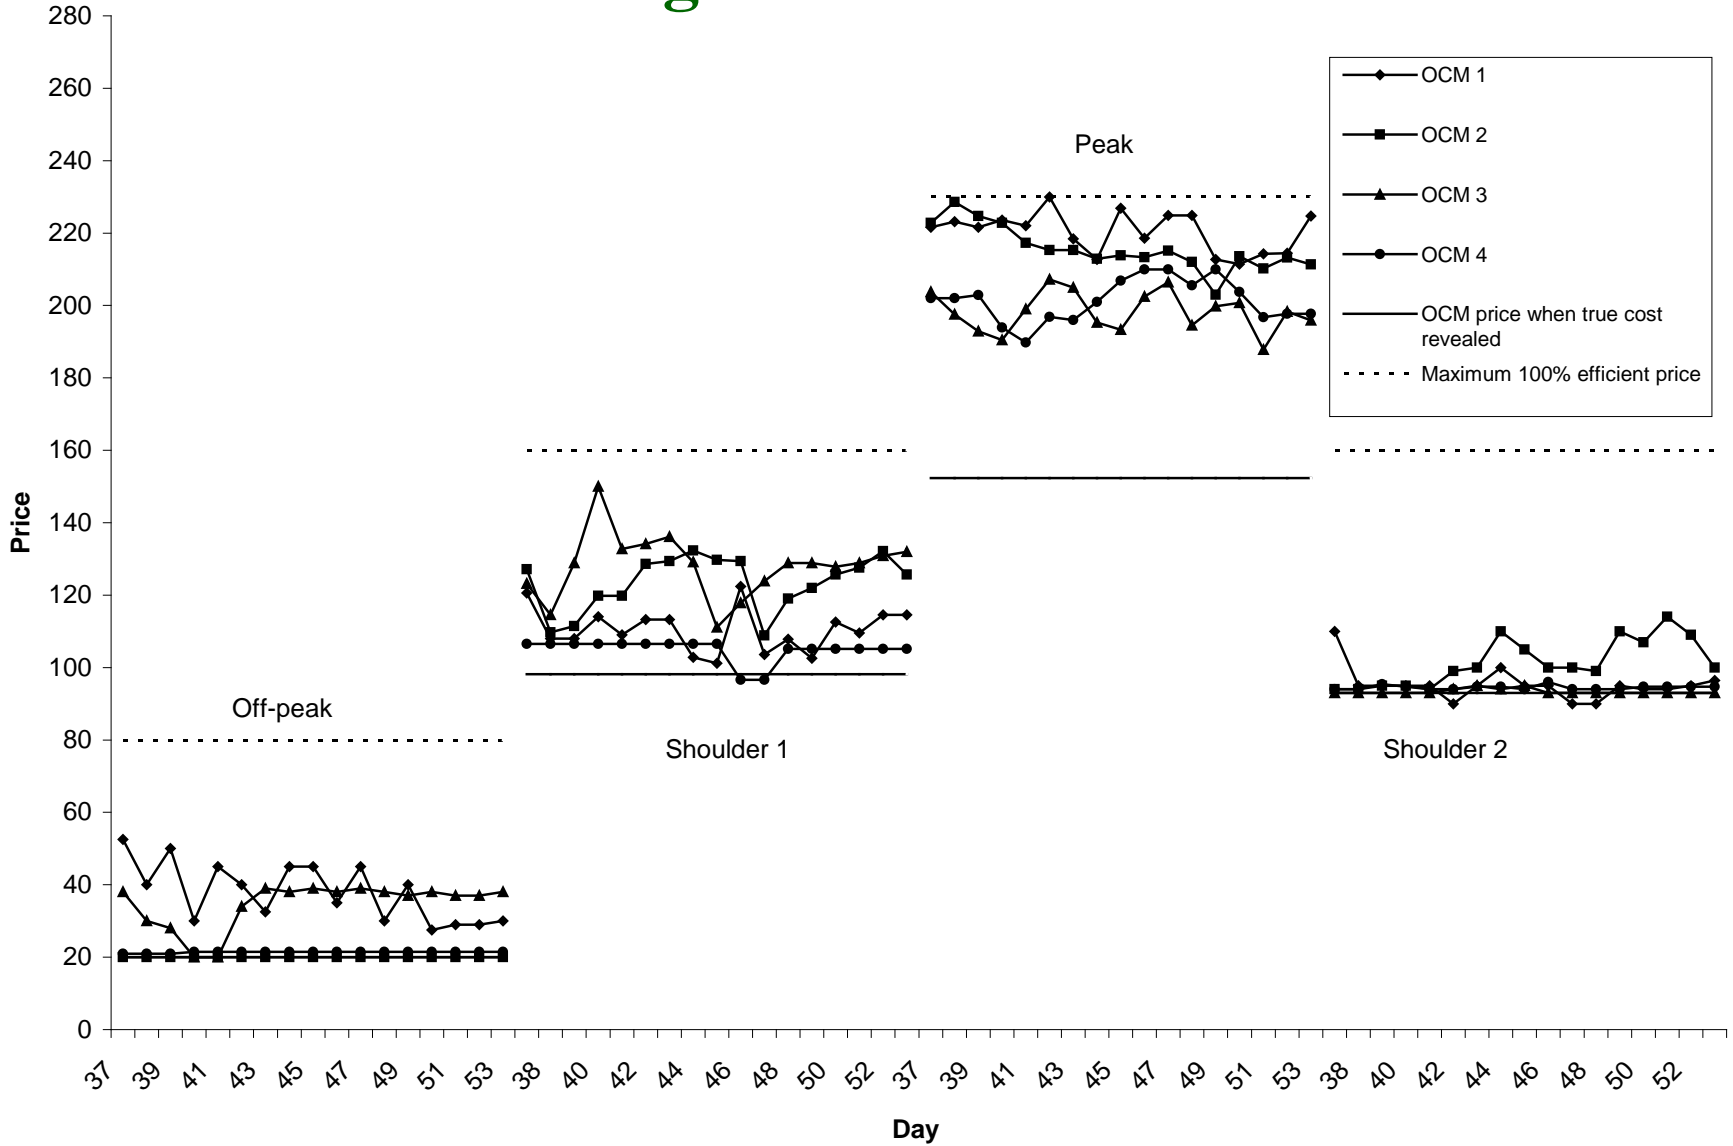 g
280
260
240
220
200
180
160
140
120
100
80
60
40
20
0
Price
Off-peak
Shoulder 1
Peak
Shoulder 2
OCM 1
OCM 2
OCM 3
OCM 4
OCM price when true cost
revealed
Maximum 100% efficient price
37 39 41 43 45 47 49 51 53 38 40 42 44 46 48 50 52 37 39 41 43 45 47 49 51 53 38 40 42 44 46 48 50 52
Day